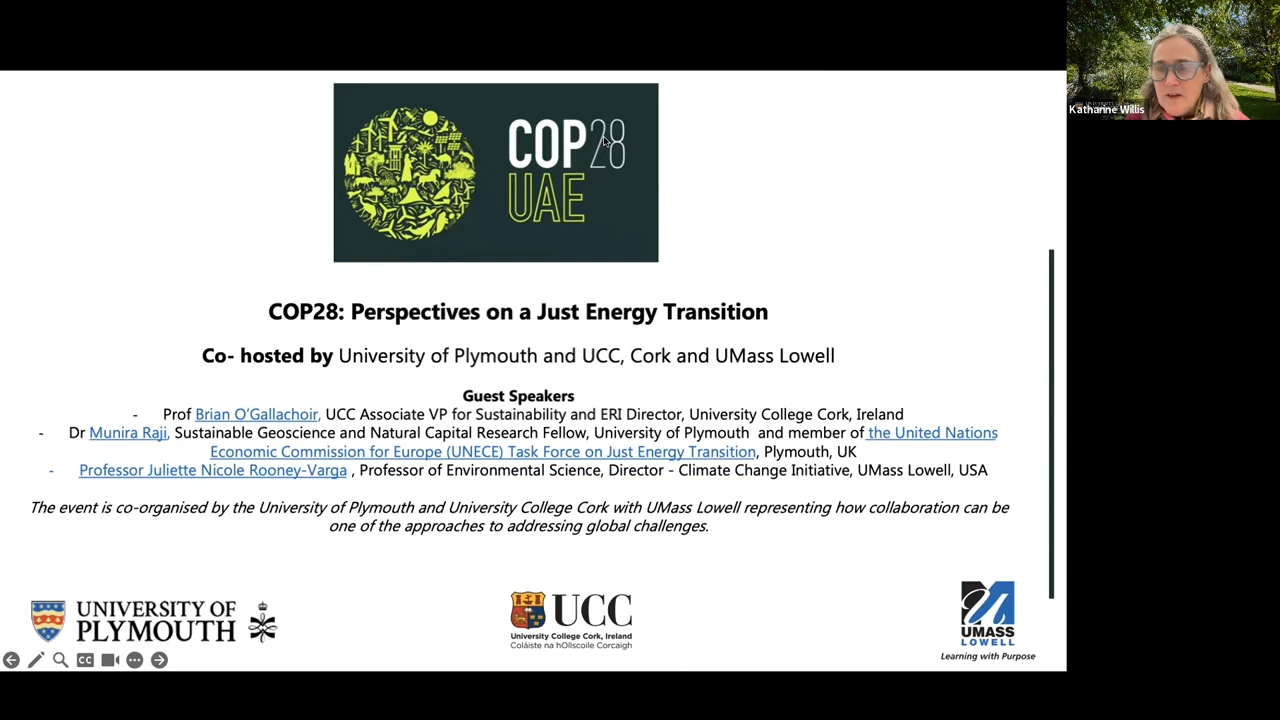 Katharine Willis
COP28
UAE
COP28: Perspectives on a Just Energy Transition
Co- hosted by University of Plymouth and UCC, Cork and UMass Lowell
Guest Speakers
- Prof Brian O’Gallachoir, UCC Associate VP for Sustainability and ERI Director, University College Cork, Ireland
- Dr Munira Raji, Sustainable Geoscience and Natural Capital Research Fellow, University of Plymouth and member of the United Nations
Economic Commission for Europe (UNECE) Task Force on Just Energy Transition, Plymouth, UK
- Professor Juliette Nicole Rooney-Varga , Professor of Environmental Science, Director - Climate Change Initiative, UMass Lowell, USA
The event is co-organised by the University of Plymouth and University College Cork with UMass Lowell representing how collaboration can be
one of the approaches to addressing global challenges.
UNIVERSITY OF
PLYMOUTH
UCC
University College Cork, Ireland
Coláiste na hOllscoile Corcaigh
UMASS
LOWELL
Learning with Purpose
CC